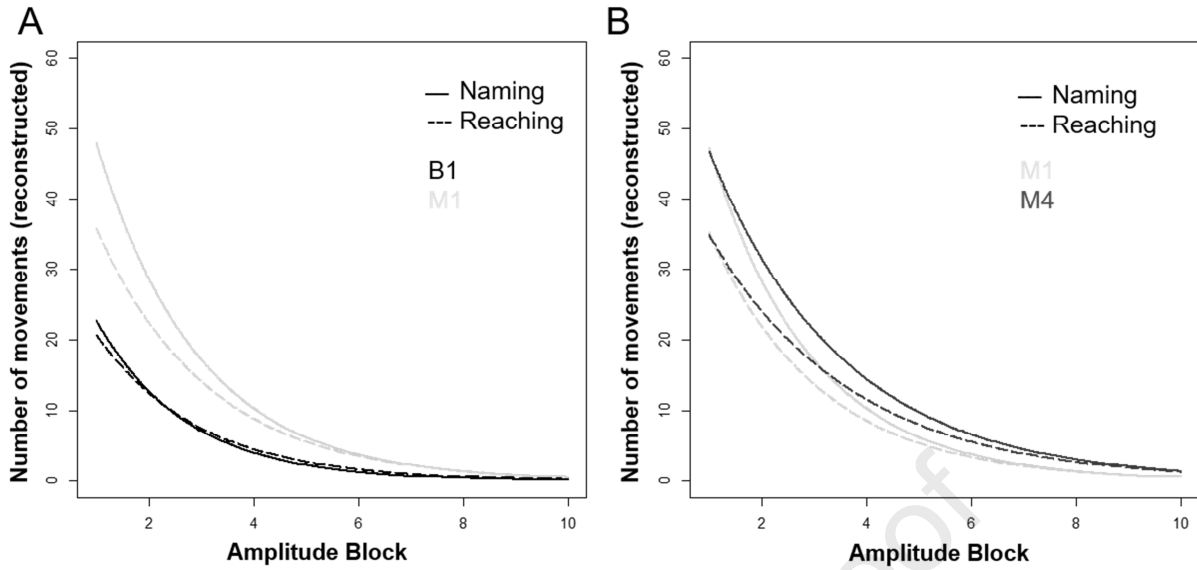 A
Number of movements (reconstructed)
60
50
40
30
20
10
0
Naming
Reaching
B1
M1
2
4
6
8
10
Amplitude Block
B
Number of movements (reconstructed)
60
50
40
30
20
10
0
Naming
Reaching
M1
M4
2
4
6
8
10
Amplitude Block
oof